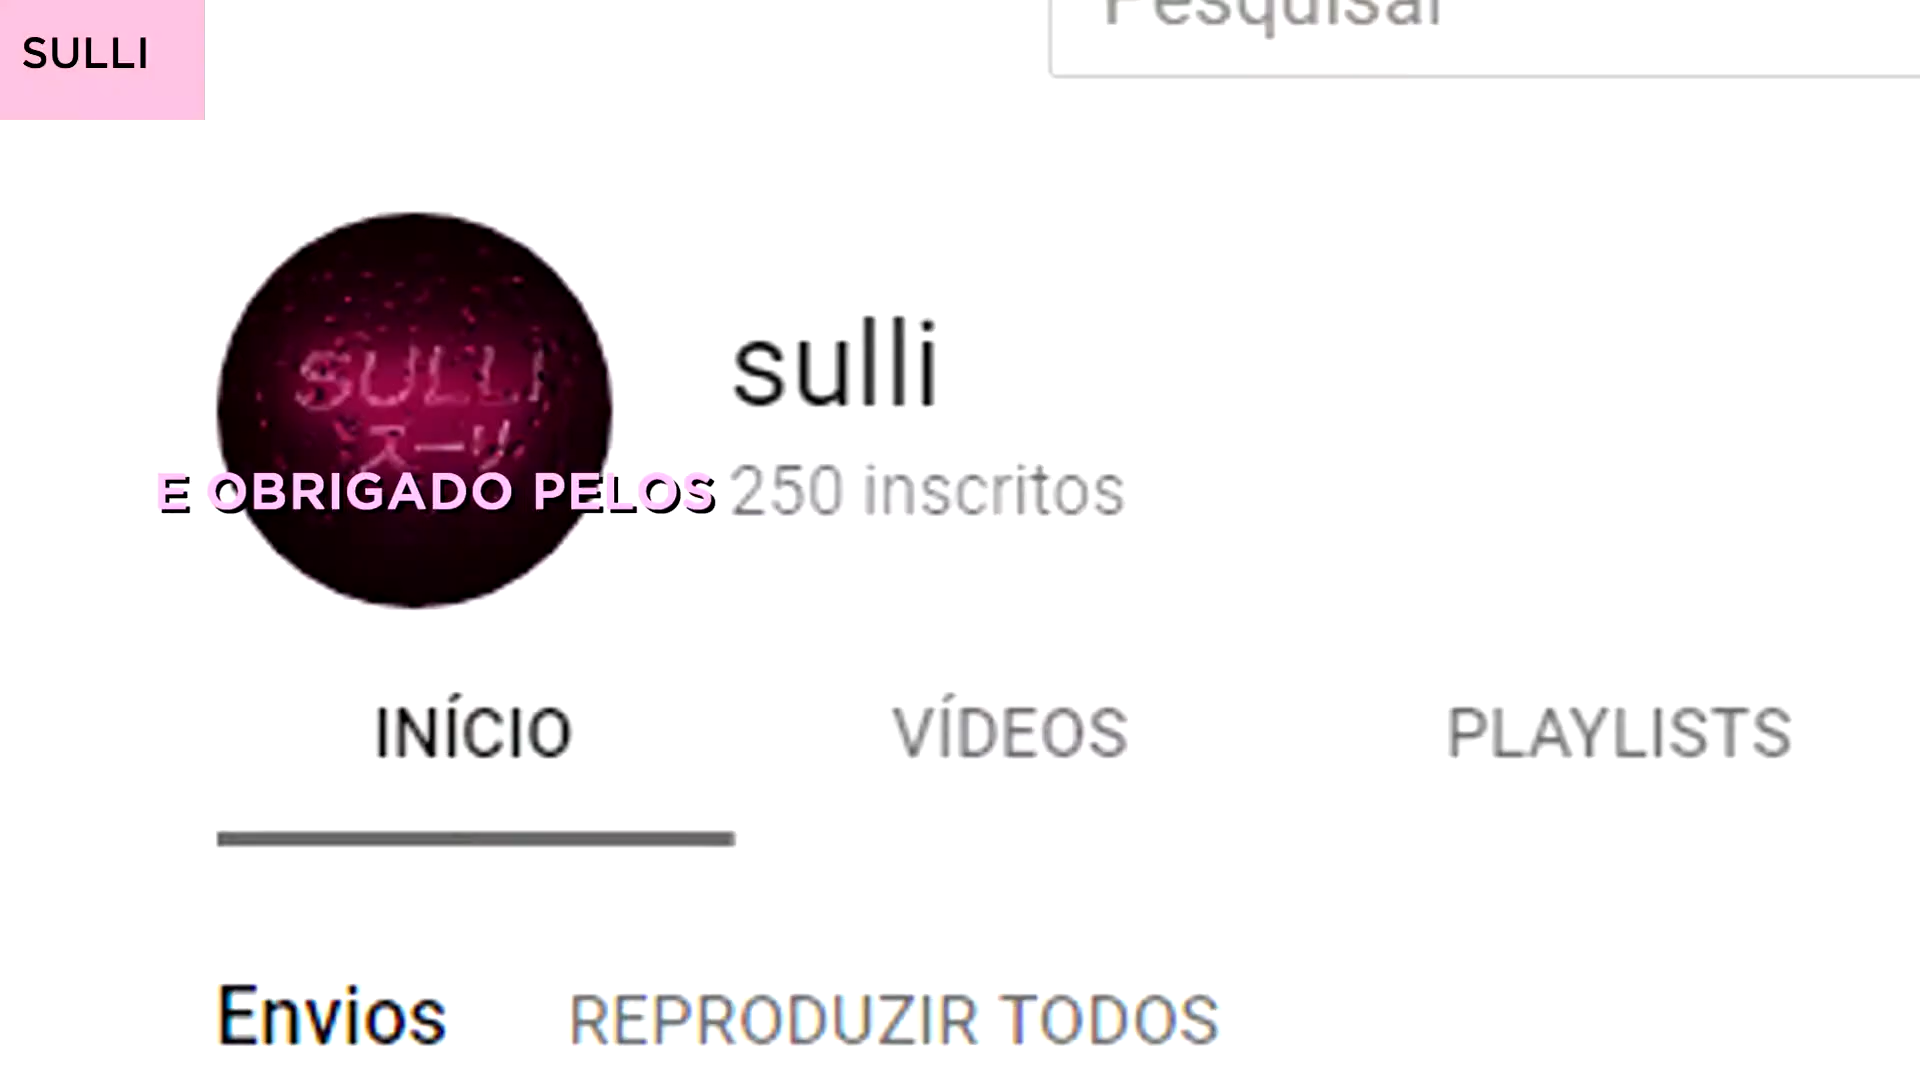 SULLI
Pesquisar
SULLI
スーリ
sulli
E OBRIGADO PELOS
250 inscritos
INÍCIO
VÍDEOS
PLAYLISTS
Envios
REPRODUZIR TODOS